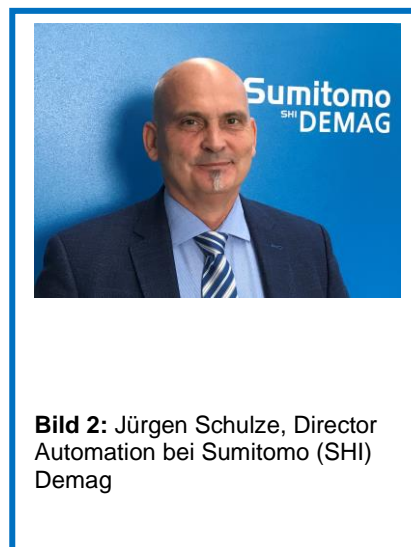 Sumitomo
SHI DEMAG
Bild 2: Jürgen Schulze, Director
Automation bei Sumitomo (SHI)
Demag